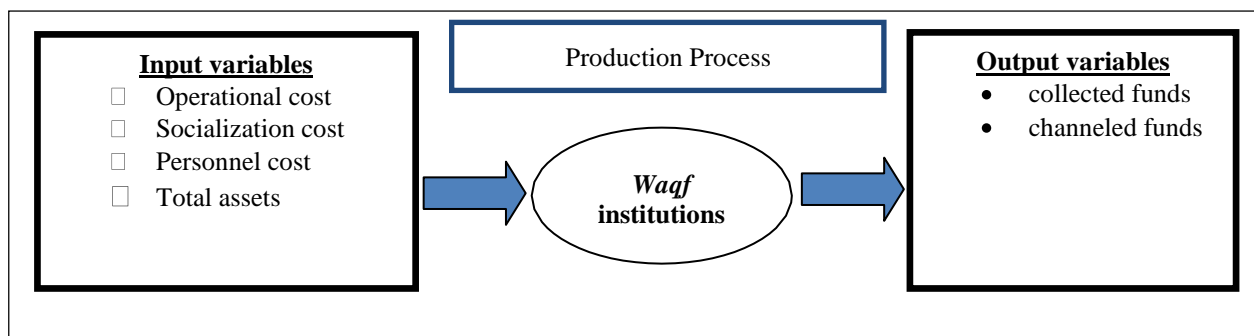 Input variables
Operational cost
Socialization cost
Personnel cost
Total assets
Production Process
Waqf
institutions
Output variables
• collected funds
• channeled funds